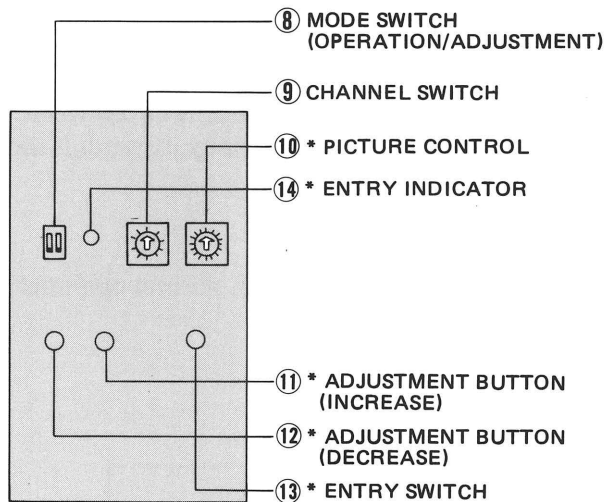 ⑧ MODE SWITCH
(OPERATION/ADJUSTMENT)
⑨ CHANNEL SWITCH
⑩ * PICTURE CONTROL
⑭ * ENTRY INDICATOR
⑪ * ADJUSTMENT BUTTON
(INCREASE)
⑫ * ADJUSTMENT BUTTON
(DECREASE)
⑬ * ENTRY SWITCH